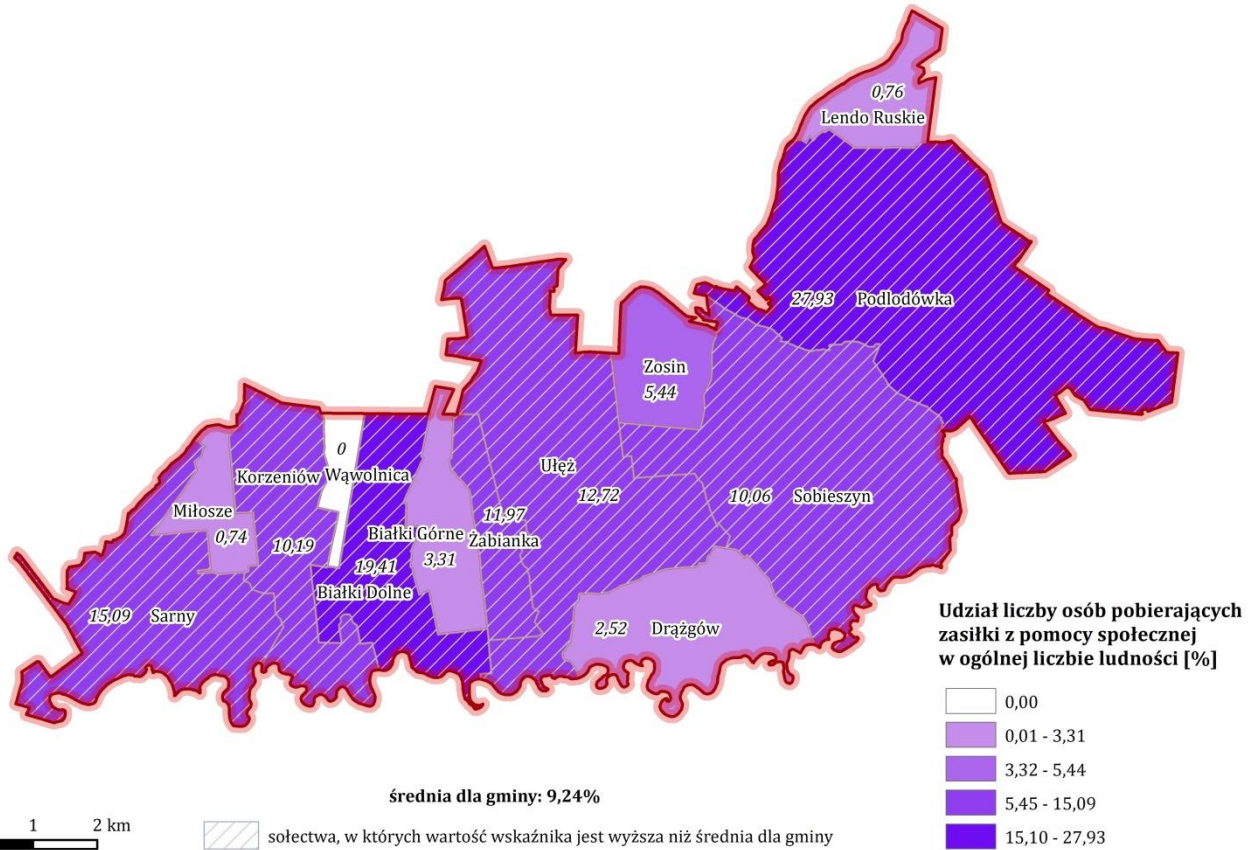 0,76
Lendo Ruskie
27,93 Podlodówka
Zosin
5,44
Ułęż
12,72
10,06 Sobieszyn
0
Korzeniów Wąwolnica
Miłosze
0,74
10,19
Białki Górne
3,31
11,97
Żabianka
19,41
Białki Dolne
15,09 Sarny
2,52 Drążgów
Udział liczby osób pobierających
zasiłki z pomocy społecznej
w ogólnej liczbie ludności [%]
0,00
0,01 - 3,31
3,32 - 5,44
5,45 - 15,09
15,10 - 27,93
średnia dla gminy: 9,24%
1 2 km
sołectwa, w których wartość wskaźnika jest wyższa niż średnia dla gminy